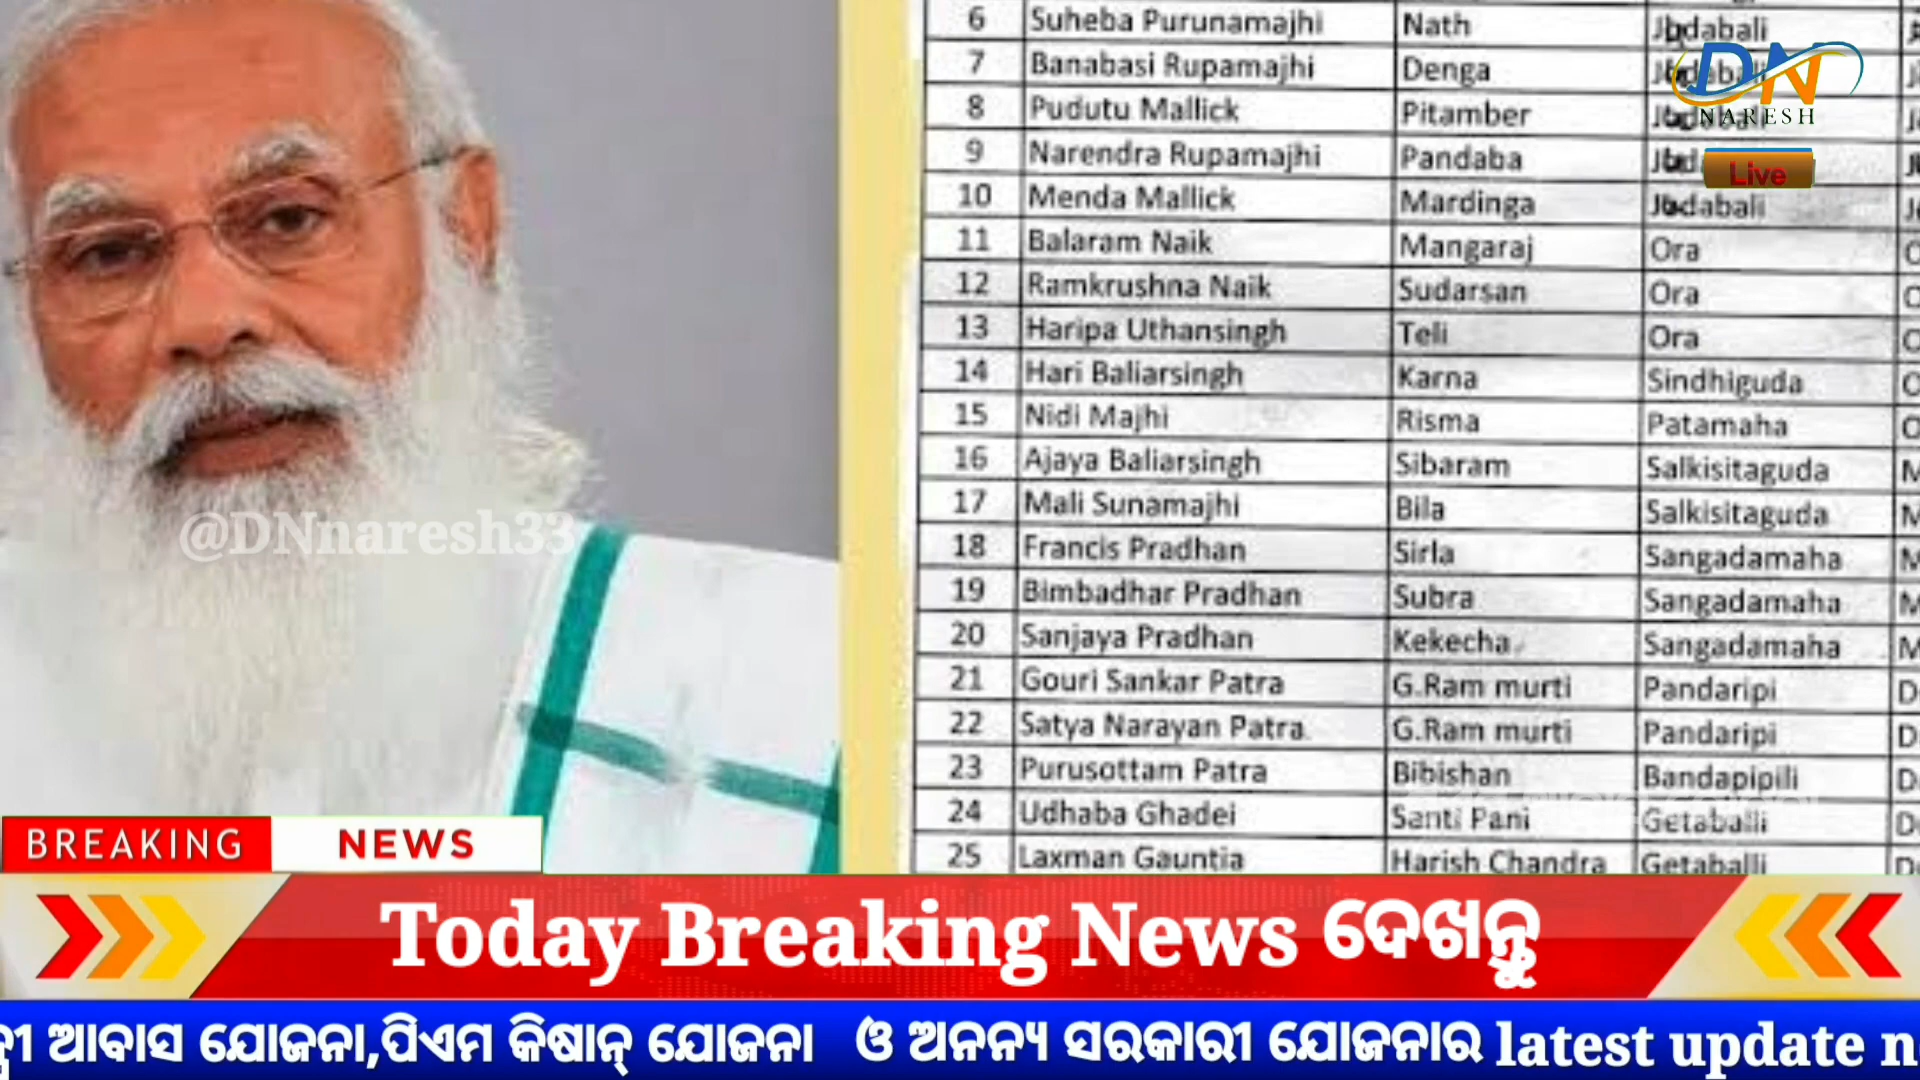 6 Suheba Purunamajhi Nath Jubdabali
7 Banabasi Rupamajhi Denga
8 Pudutu Mallick Pitamber
9 Narendra Rupamajhi Pandaba
10 Menda Mallick Mardinga Jubdabali
11 Balaram Naik Mangaraj Ora
12 Ramkrushna Naik Sudarsan Ora
13 Haripa Uthansingh Teli Ora
14 Hari Baliarsingh Karna Sindhiguda
15 Nidi Majhi Risma Patamaha
16 Ajaya Baliarsingh Sibaram Salkisitaguda
17 Mali Sunamajhi Bila Salkisitaguda
18 Francis Pradhan Sirla Sangadamaha
19 Bimbadhar Pradhan Subra Sangadamaha
20 Sanjaya Pradhan Kekecha Sangadamaha
21 Gouri Sankar Patra G.Ram murti Pandaripi
22 Satya Narayan Patra G.Ram murti Pandaripi
23 Purusottam Patra Bibishan Bandapipili
24 Udhaba Ghadei Santi Pani Getaballi
25 Laxman Gauntia Harish Chandra Getaballi
DN
NARESH
Live
@DNnaresh33
BREAKING NEWS
Today Breaking News ଦେଖନ୍ତୁ
ଆବାସ ଯୋଜନା,ପିଏମ କିଷାନ୍ ଯୋଜନା ଓ ଅନନ୍ୟ ସରକାରୀ ଯୋଜନାର latest update